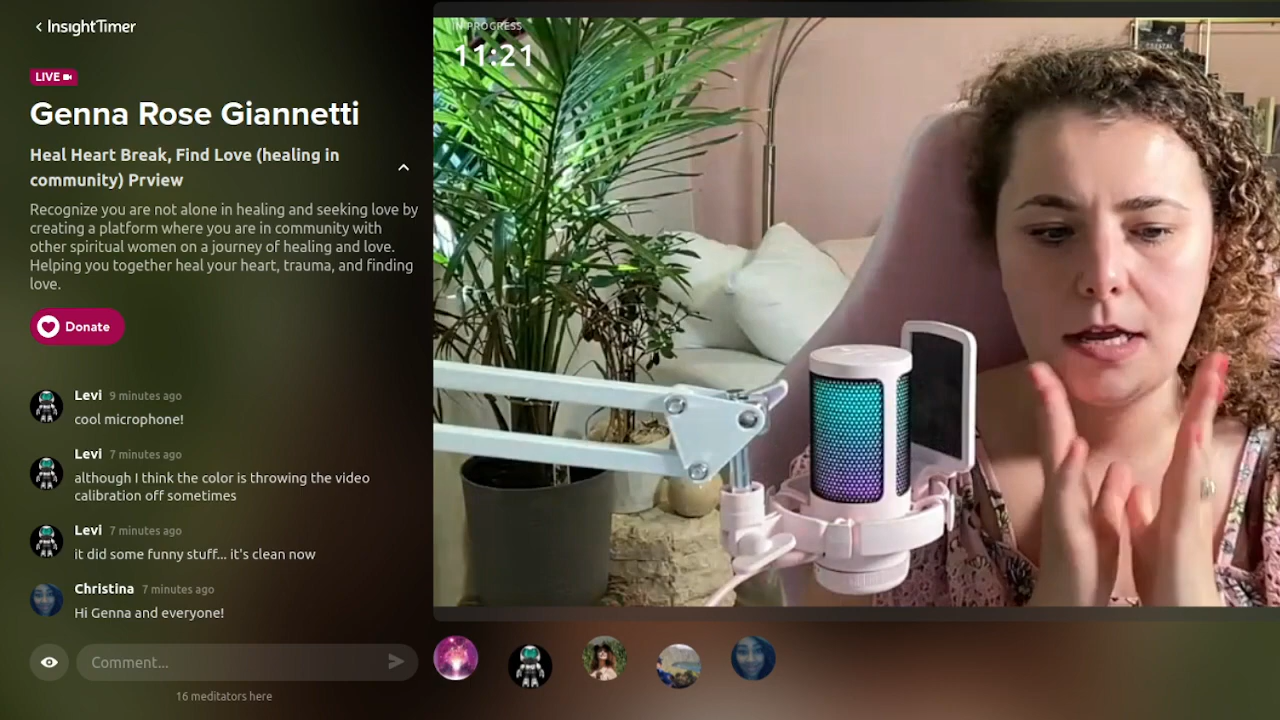 InsightTimer
LIVE
Genna Rose Giannetti
Heal Heart Break, Find Love (healing in
community) Prview
Recognize you are not alone in healing and seeking love by
creating a platform where you are in community with
other spiritual women on a journey of healing and love.
Helping you together heal your heart, trauma, and finding
love.
Donate
Levi 9 minutes ago
cool microphone!
Levi 7 minutes ago
although I think the color is throwing the video
calibration off sometimes
Levi 7 minutes ago
it did some funny stuff... it's clean now
Christina 7 minutes ago
Hi Genna and everyone!
Comment...
16 meditators here
IN PROGRESS
11:21
CRYSTAL